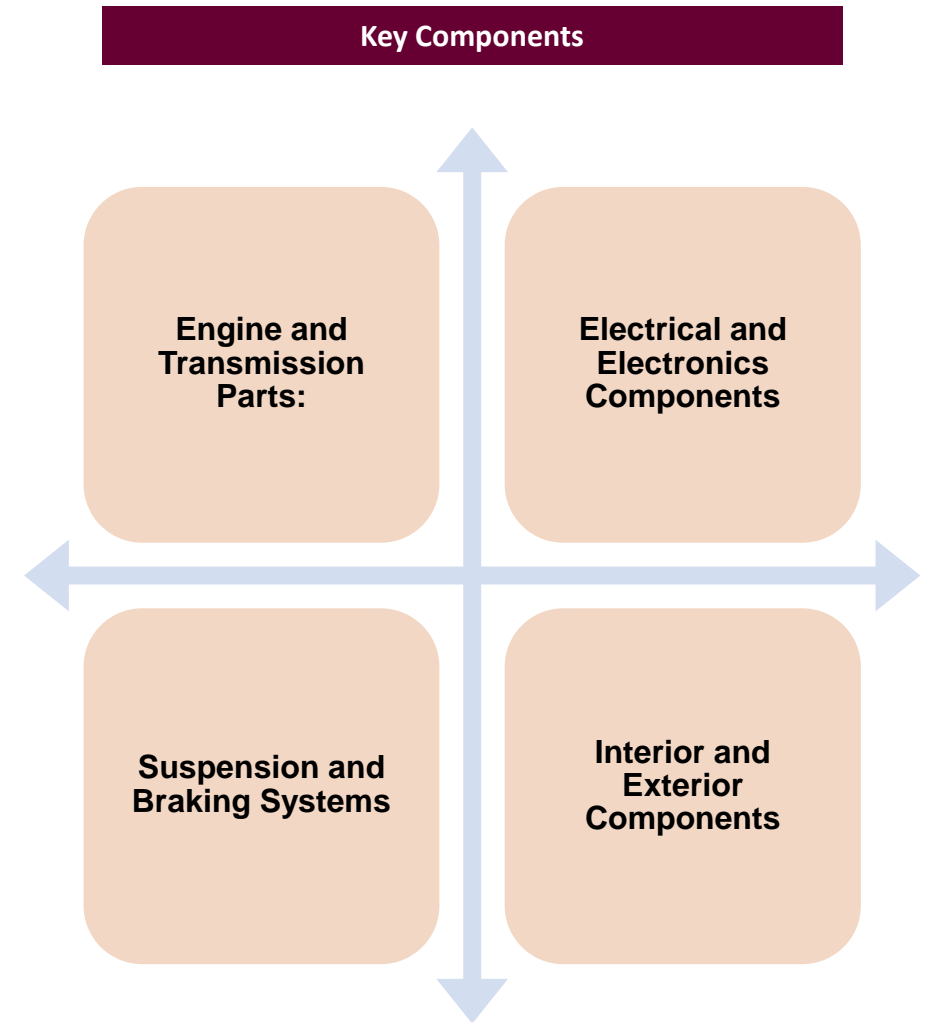 Key Components
Engine and
Transmission
Parts:
Electrical and
Electronics
Components
Suspension and
Braking Systems
Interior and
Exterior
Components